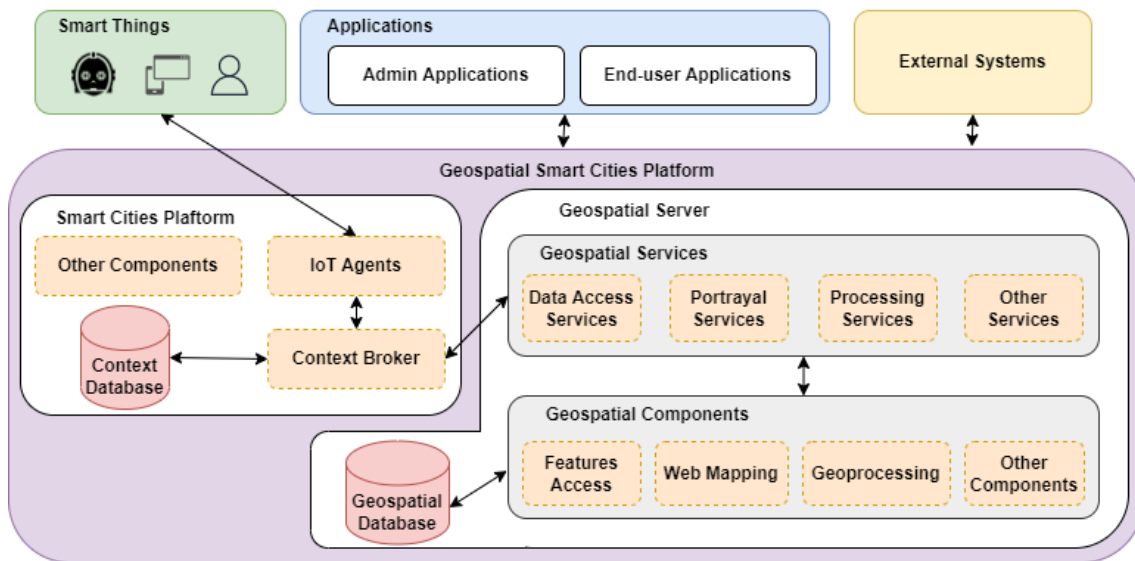 Smart Things
Applications
Admin Applications
End-user Applications
External Systems
Geospatial Smart Cities Platform
Smart Cities Plaftorm
Other Components
IoT Agents
Context
Database
Context Broker
Geospatial Server
Geospatial Services
Data Access
Services
Portrayal
Services
Processing
Services
Other
Services
Geospatial Components
Features
Access
Web Mapping
Geoprocessing
Other
Components
Geospatial
Database